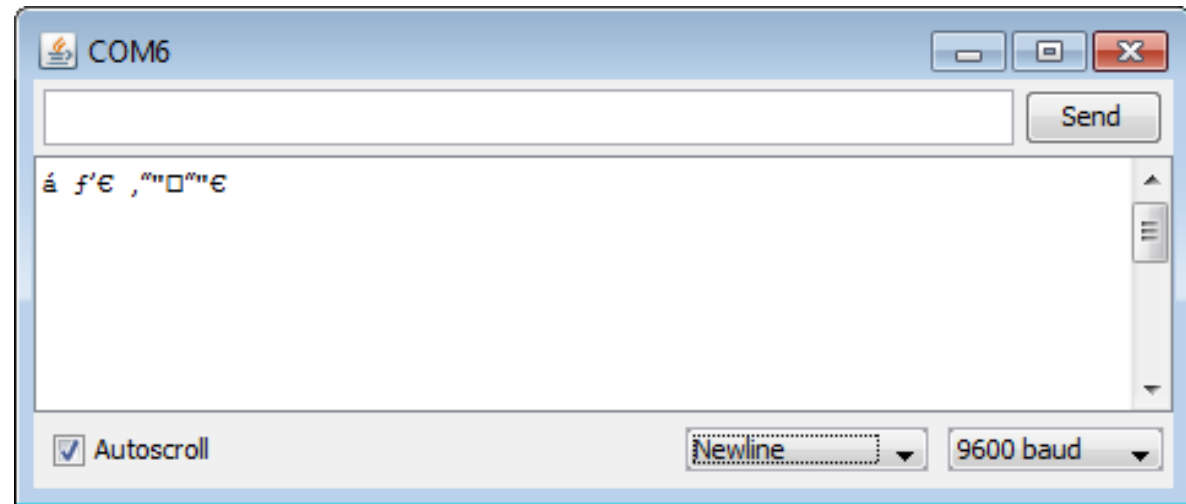 COM6
Send
á ƒ’€ ‚“"□“"€
Autoscroll
Newline
9600 baud